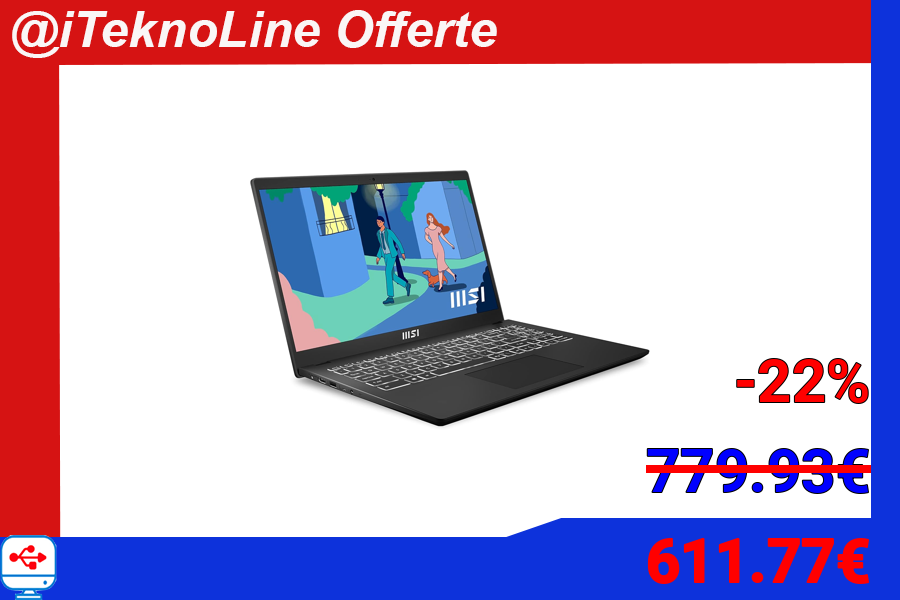 @iTeknoLine Offerte
msi
msi
-22%
779.93€
611.77€